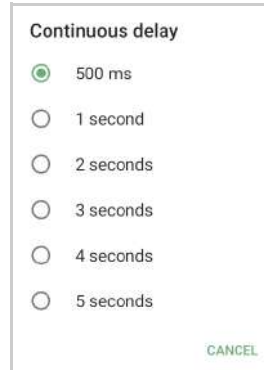 Continuous delay
500 ms
1 second
2 seconds
3 seconds
4 seconds
5 seconds
CANCEL